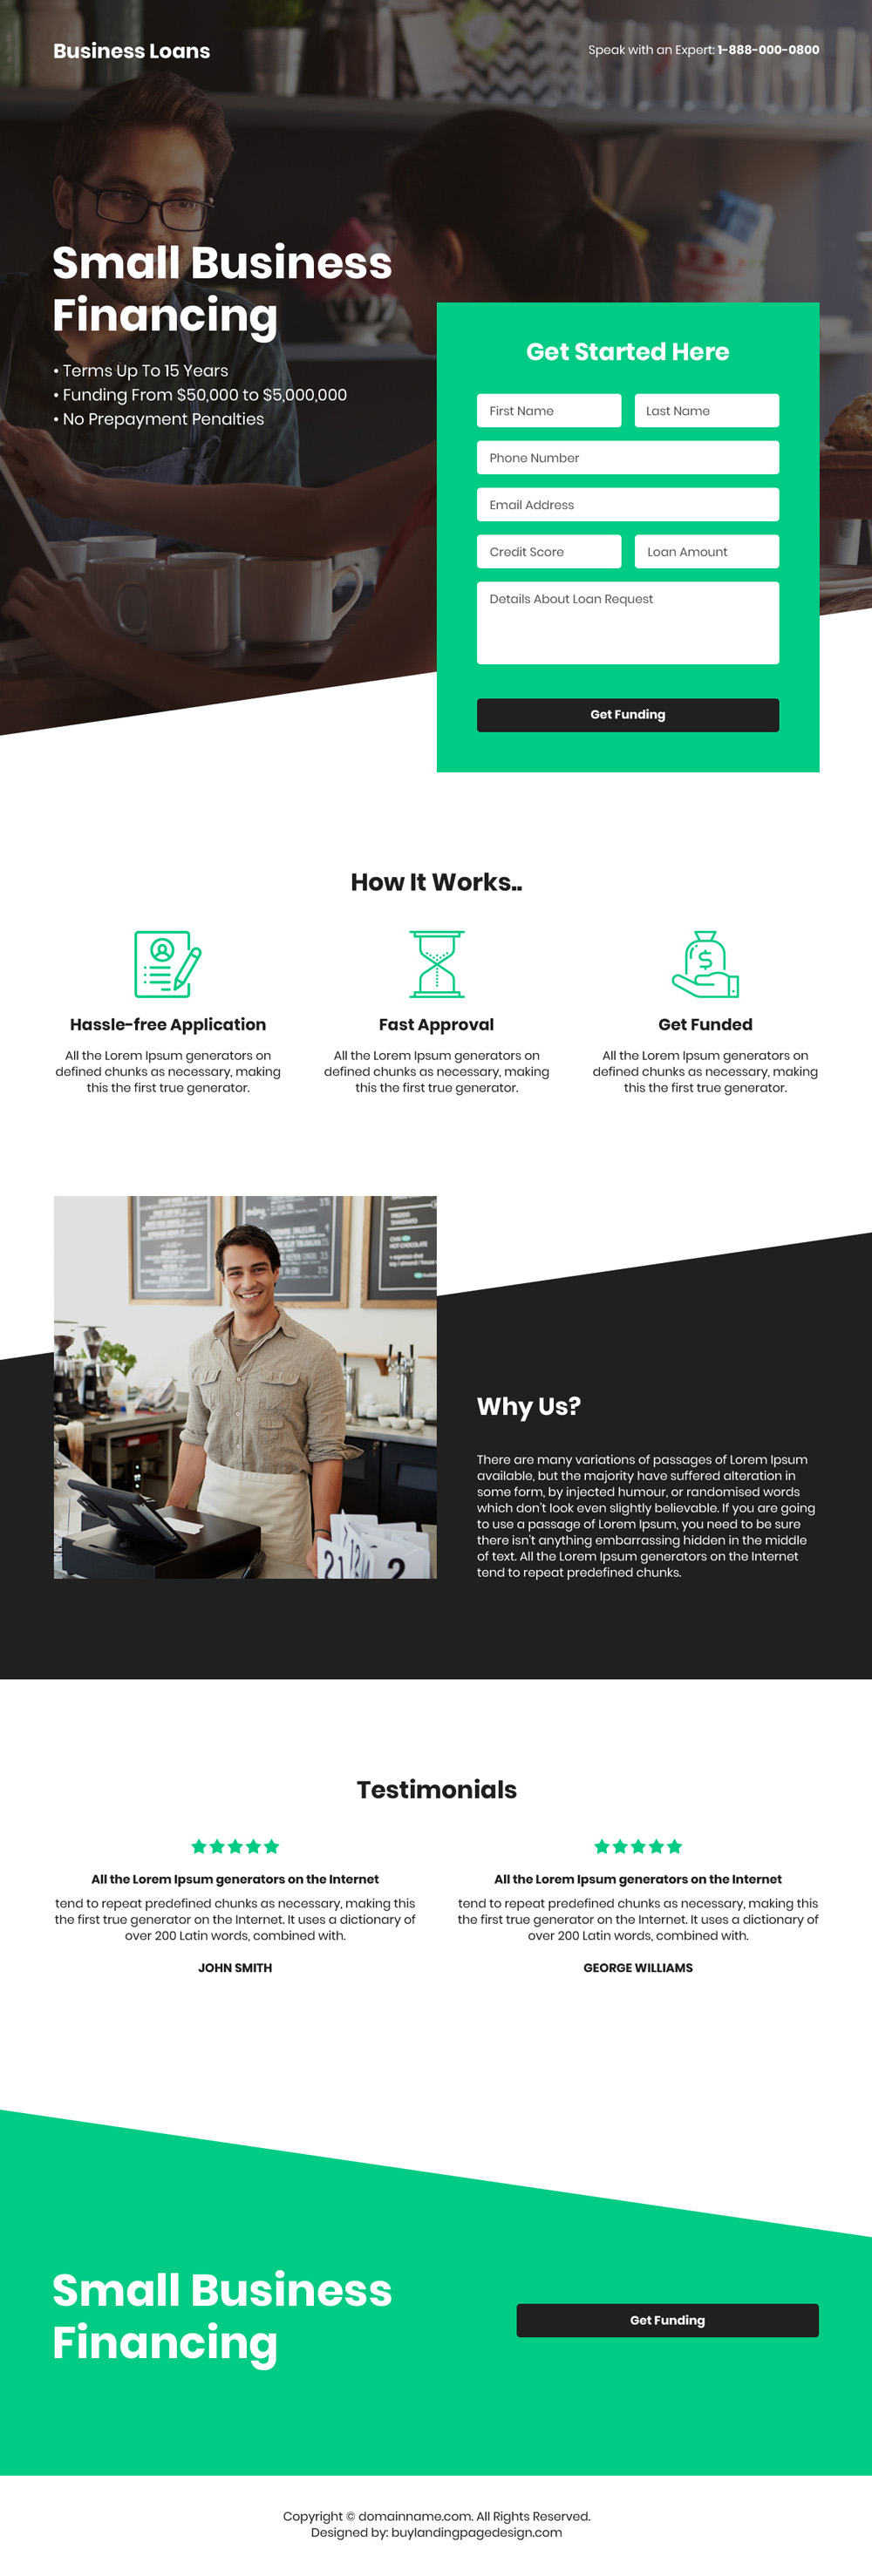 Business Loans
Speak with an Expert: 1-888-000-0800
Small Business
Financing
• Terms Up To 15 Years
• Funding From $50,000 to $5,000,000
• No Prepayment Penalties
Get Started Here
First Name
Last Name
Phone Number
Email Address
Credit Score
Loan Amount
Details About Loan Request
Get Funding
How It Works..
Hassle-free Application
All the Lorem Ipsum generators on
defined chunks as necessary, making
this the first true generator.
Fast Approval
All the Lorem Ipsum generators on
defined chunks as necessary, making
this the first true generator.
Get Funded
All the Lorem Ipsum generators on
defined chunks as necessary, making
this the first true generator.
21
2
Why Us?
There are many variations of passages of Lorem Ipsum
available, but the majority have suffered alteration in
some form, by injected humour, or randomised words
which don't look even slightly believable. If you are going
to use a passage of Lorem Ipsum, you need to be sure
there isn't anything embarrassing hidden in the middle
of text. All the Lorem Ipsum generators on the Internet
tend to repeat predefined chunks.
Testimonials
All the Lorem Ipsum generators on the Internet
tend to repeat predefined chunks as necessary, making this
the first true generator on the Internet. It uses a dictionary of
over 200 Latin words, combined with.
JOHN SMITH
All the Lorem Ipsum generators on the Internet
tend to repeat predefined chunks as necessary, making this
the first true generator on the Internet. It uses a dictionary of
over 200 Latin words, combined with.
GEORGE WILLIAMS
Small Business
Financing
Get Funding
Copyright © domainname.com. All Rights Reserved.
Designed by: buylandingpagedesign.com